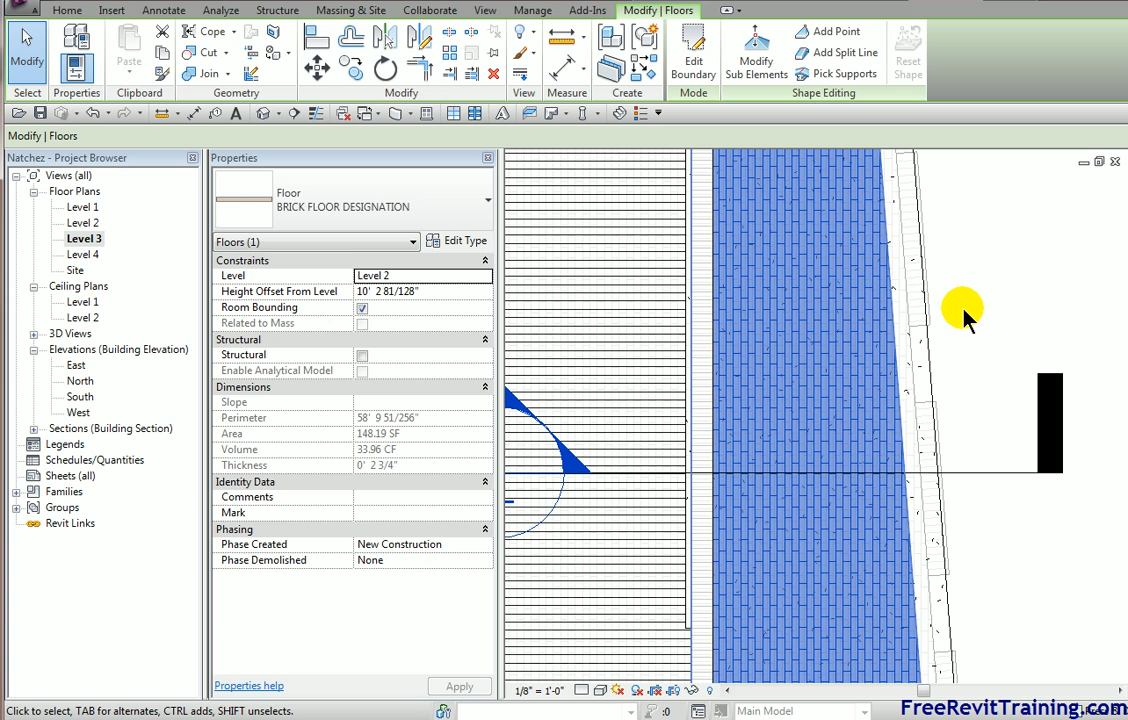 Home Insert Annotate Analyze Structure Massing & Site Collaborate View Manage Add-Ins Modify | Floors
Modify Paste Cope Cut Join Edit Boundary Modify Sub Elements Add Point Add Split Line Pick Supports Reset Shape
Select Properties Clipboard Geometry Modify View Measure Create Mode Shape Editing
Modify | Floors
Natchez - Project Browser
Views (all)
Floor Plans
Level 1
Level 2
Level 3
Level 4
Site
Ceiling Plans
Level 1
Level 2
3D Views
Elevations (Building Elevation)
East
North
South
West
Sections (Building Section)
Legends
Schedules/Quantities
Sheets (all)
Families
Groups
Revit Links
Properties
Floor
BRICK FLOOR DESIGNATION
Floors (1) Edit Type
Constraints
Level Level 2
Height Offset From Level 10' 2 81/128"
Room Bounding
Related to Mass
Structural
Structural
Enable Analytical Model
Dimensions
Slope
Perimeter 58' 9 51/256"
Area 148.19 SF
Volume 33.96 CF
Thickness 0' 2 3/4"
Identity Data
Comments
Mark
Phasing
Phase Created New Construction
Phase Demolished None
Properties help Apply
1/8" = 1'-0"
Click to select, TAB for alternates, CTRL adds, SHIFT unselects.
:0 Main Model
FreeRevitTraining.com